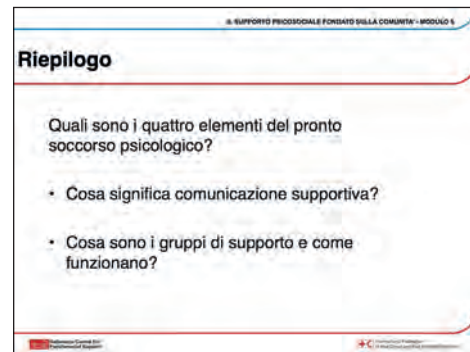 IL SUPPORTO PSICOSOCIALE FONDATO SULLA COMUNITA' - MODULO 5
Riepilogo
Quali sono i quattro elementi del pronto
soccorso psicologico?
• Cosa significa comunicazione supportiva?
• Cosa sono i gruppi di supporto e come
funzionano?